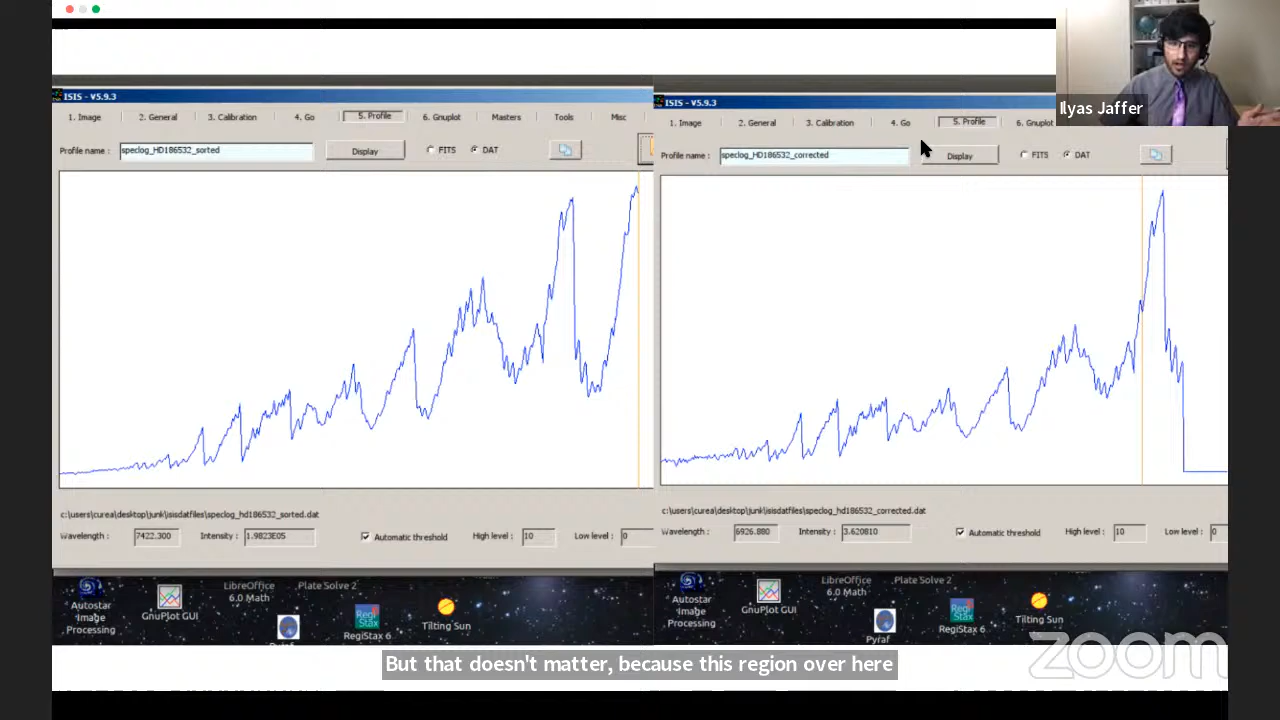 Ilyas Jaffer
ISIS - V5.9.3
1. Image 2. General 3. Calibration 4. Go 5. Profile 6. Gnuplot Masters Tools Misc
Profile name : speclog_HD186532_sorted Display FITS DAT
c:\users\curea\desktop\junk\isisdatfiles\speclog_hd186532_sorted.dat
Wavelength : 7422.300 Intensity : 1.9823E05 Automatic threshold High level : 10 Low level : 0
Autostar Image Processing
GnuPlot GUI
LibreOffice 6.0 Math
Plate Solve 2
RegiStax 6
Tilting Sun
ISIS - V5.9.3
1. Image 2. General 3. Calibration 4. Go 5. Profile 6. Gnuplot
Profile name : speclog_HD186532_corrected Display FITS DAT
c:\users\curea\desktop\junk\isisdatfiles\speclog_hd186532_corrected.dat
Wavelength : 6926.880 Intensity : 3.620810 Automatic threshold High level : 10 Low level : 0
Autostar Image Processing
GnuPlot GUI
LibreOffice 6.0 Math
Plate Solve 2
Pyraf
RegiStax 6
Tilting Sun
zoom
But that doesn't matter, because this region over here